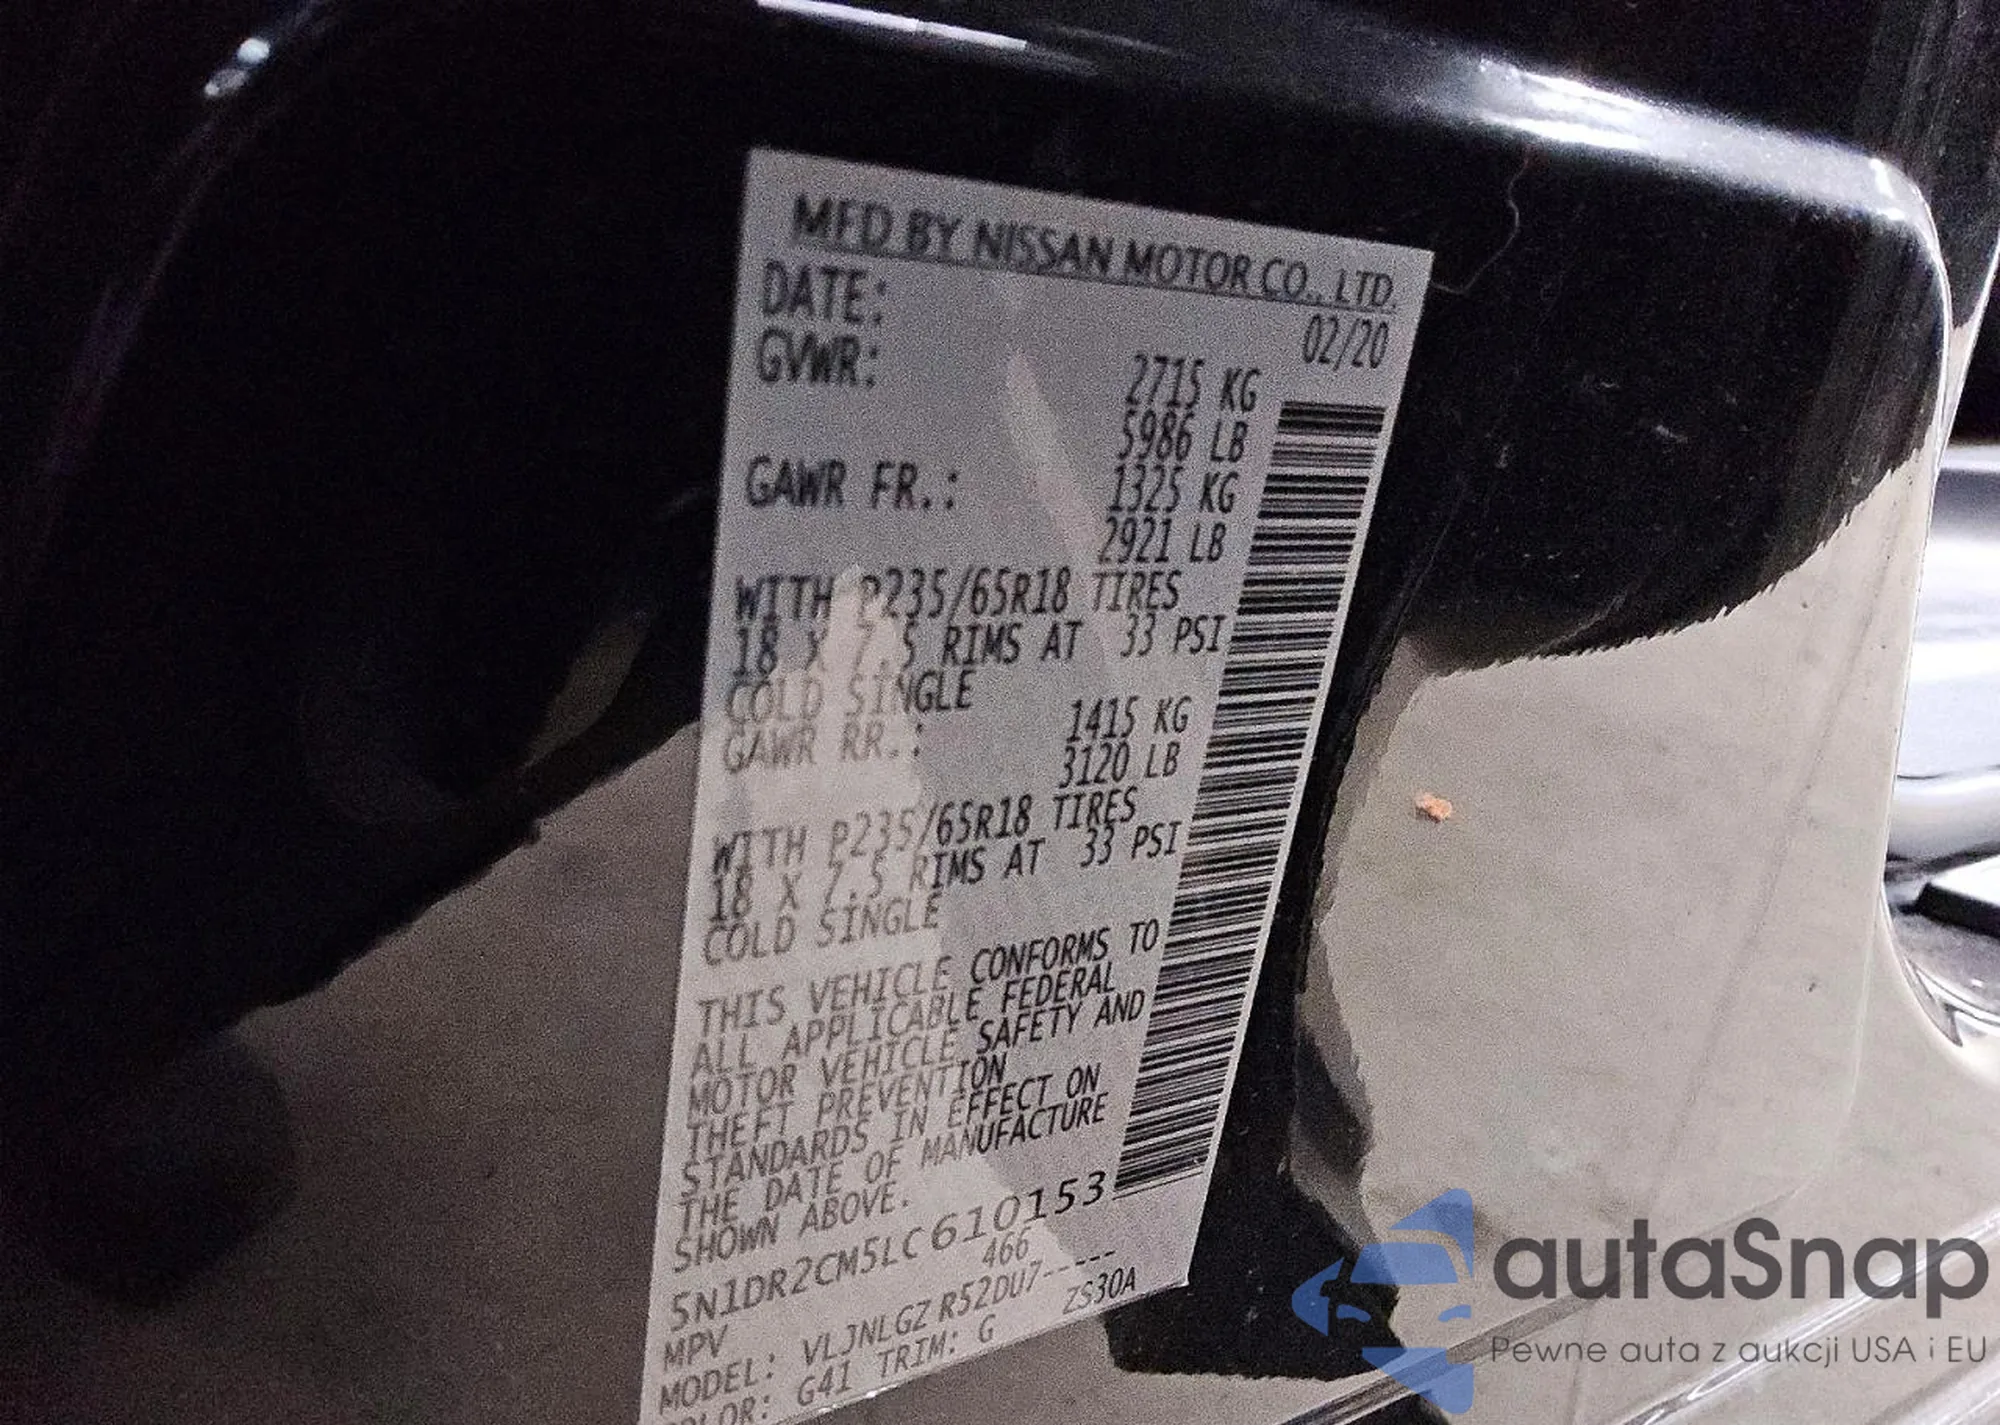 MFD BY NISSAN MOTOR CO., LTD.
DATE: 02/20
GVWR: 2715 KG
5986 LB
GAWR FR.: 1325 KG
2921 LB
WITH P235/65R18 TIRES
18 X 7.5 RIMS AT 33 PSI
COLD SINGLE
GAWR RR.: 1415 KG
3120 LB
WITH P235/65R18 TIRES
18 X 7.5 RIMS AT 33 PSI
COLD SINGLE
THIS VEHICLE CONFORMS TO
ALL APPLICABLE FEDERAL
MOTOR VEHICLE SAFETY AND
THEFT PREVENTION
STANDARDS IN EFFECT ON
THE DATE OF MANUFACTURE
SHOWN ABOVE.
5N1DR2CM5LC610153
MPV 466
MODEL: VLJNLGZ R52DU7----
COLOR: G41 TRIM: G ZS30A
autaSnap
Pewne auta z aukcji USA i EU